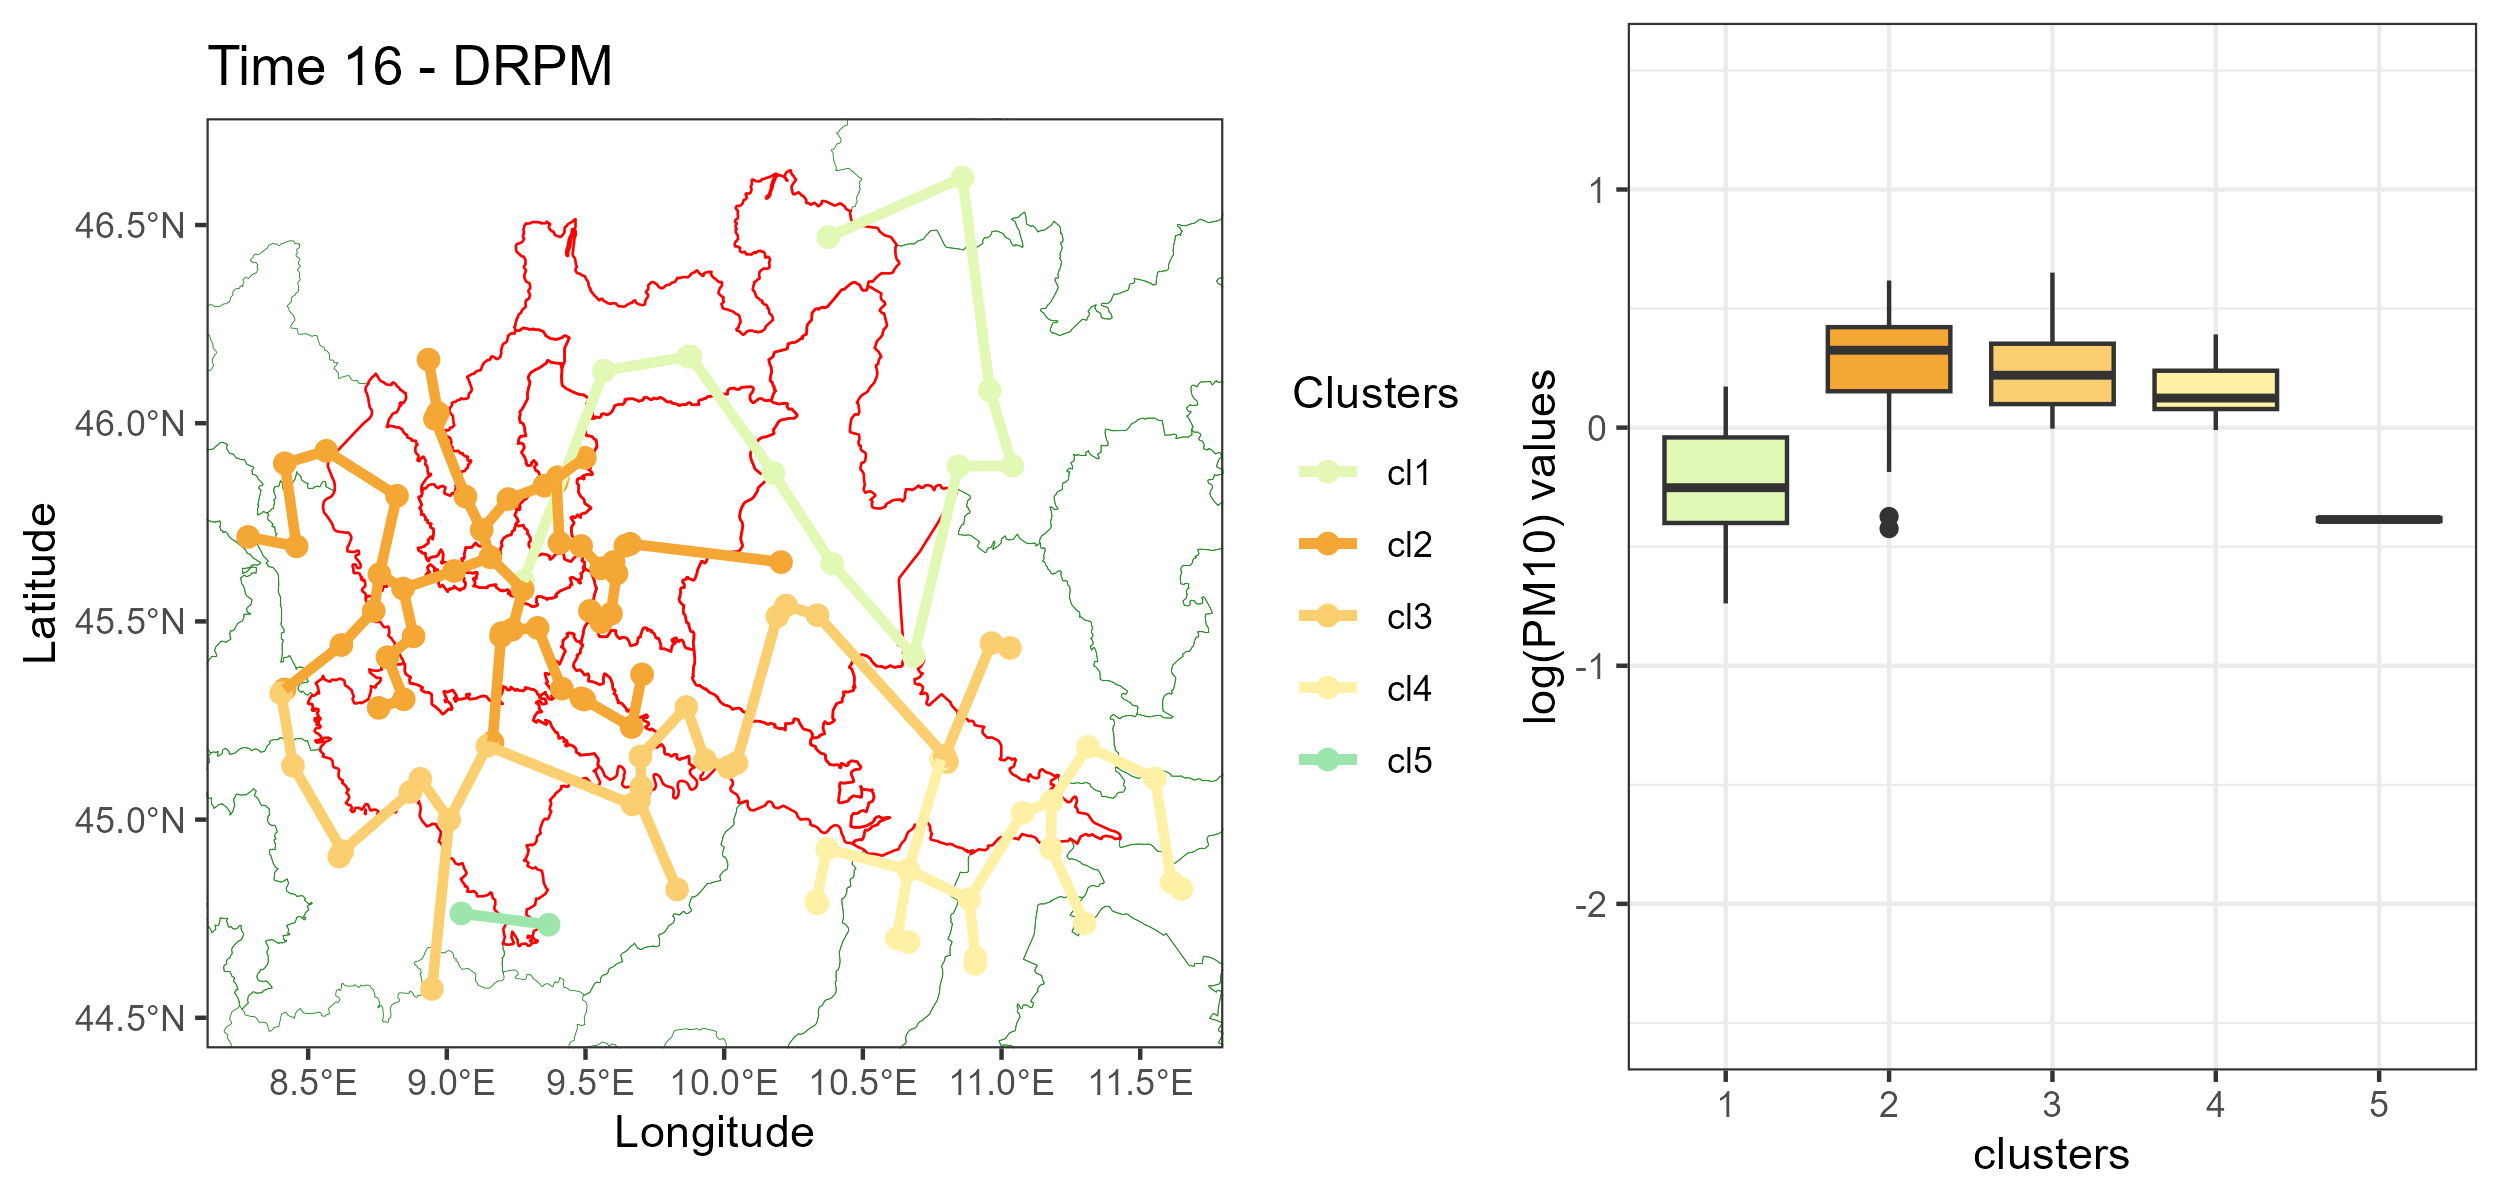 Time 16 - DRPM
46.5°N
46.0°N
45.5°N
45.0°N
44.5°N
Latitude
8.5°E 9.0°E 9.5°E 10.0°E 10.5°E 11.0°E 11.5°E
Longitude
Clusters
cl1
cl2
cl3
cl4
cl5
1
0
-1
-2
log(PM10) values
1 2 3 4 5
clusters